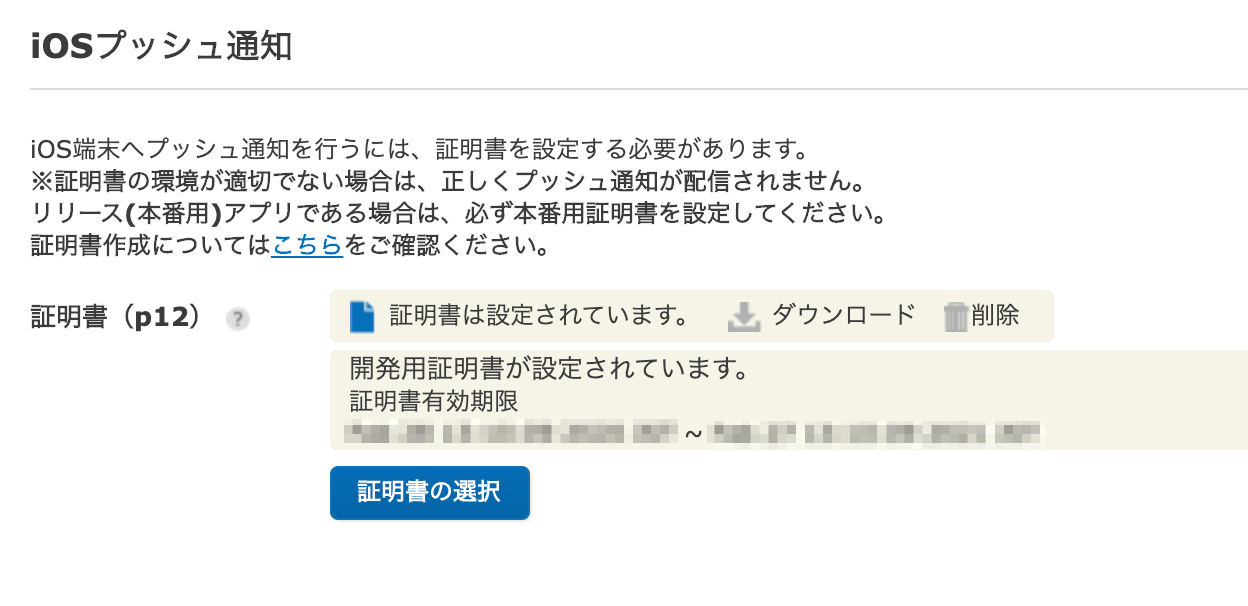 iOSプッシュ通知
iOS端末へプッシュ通知を行うには、証明書を設定する必要があります。
※証明書の環境が適切でない場合は、正しくプッシュ通知が配信されません。
リリース(本番用)アプリである場合は、必ず本番用証明書を設定してください。
証明書作成についてはこちらをご確認ください。
証明書（p12） ? 証明書は設定されています。 ダウンロード 削除
開発用証明書が設定されています。
証明書有効期限
~
証明書の選択